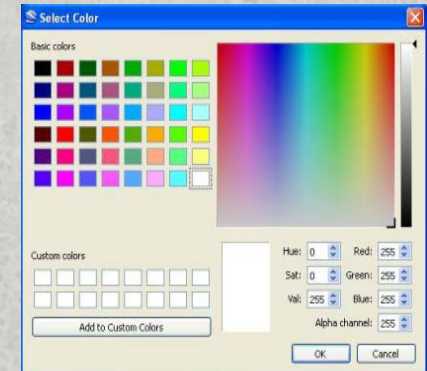 Select Color
Basic colors
Custom colors
Add to Custom Colors
Hue: 0 Red: 255
Sat: 0 Green: 255
Val: 255 Blue: 255
Alpha channel: 255
OK Cancel